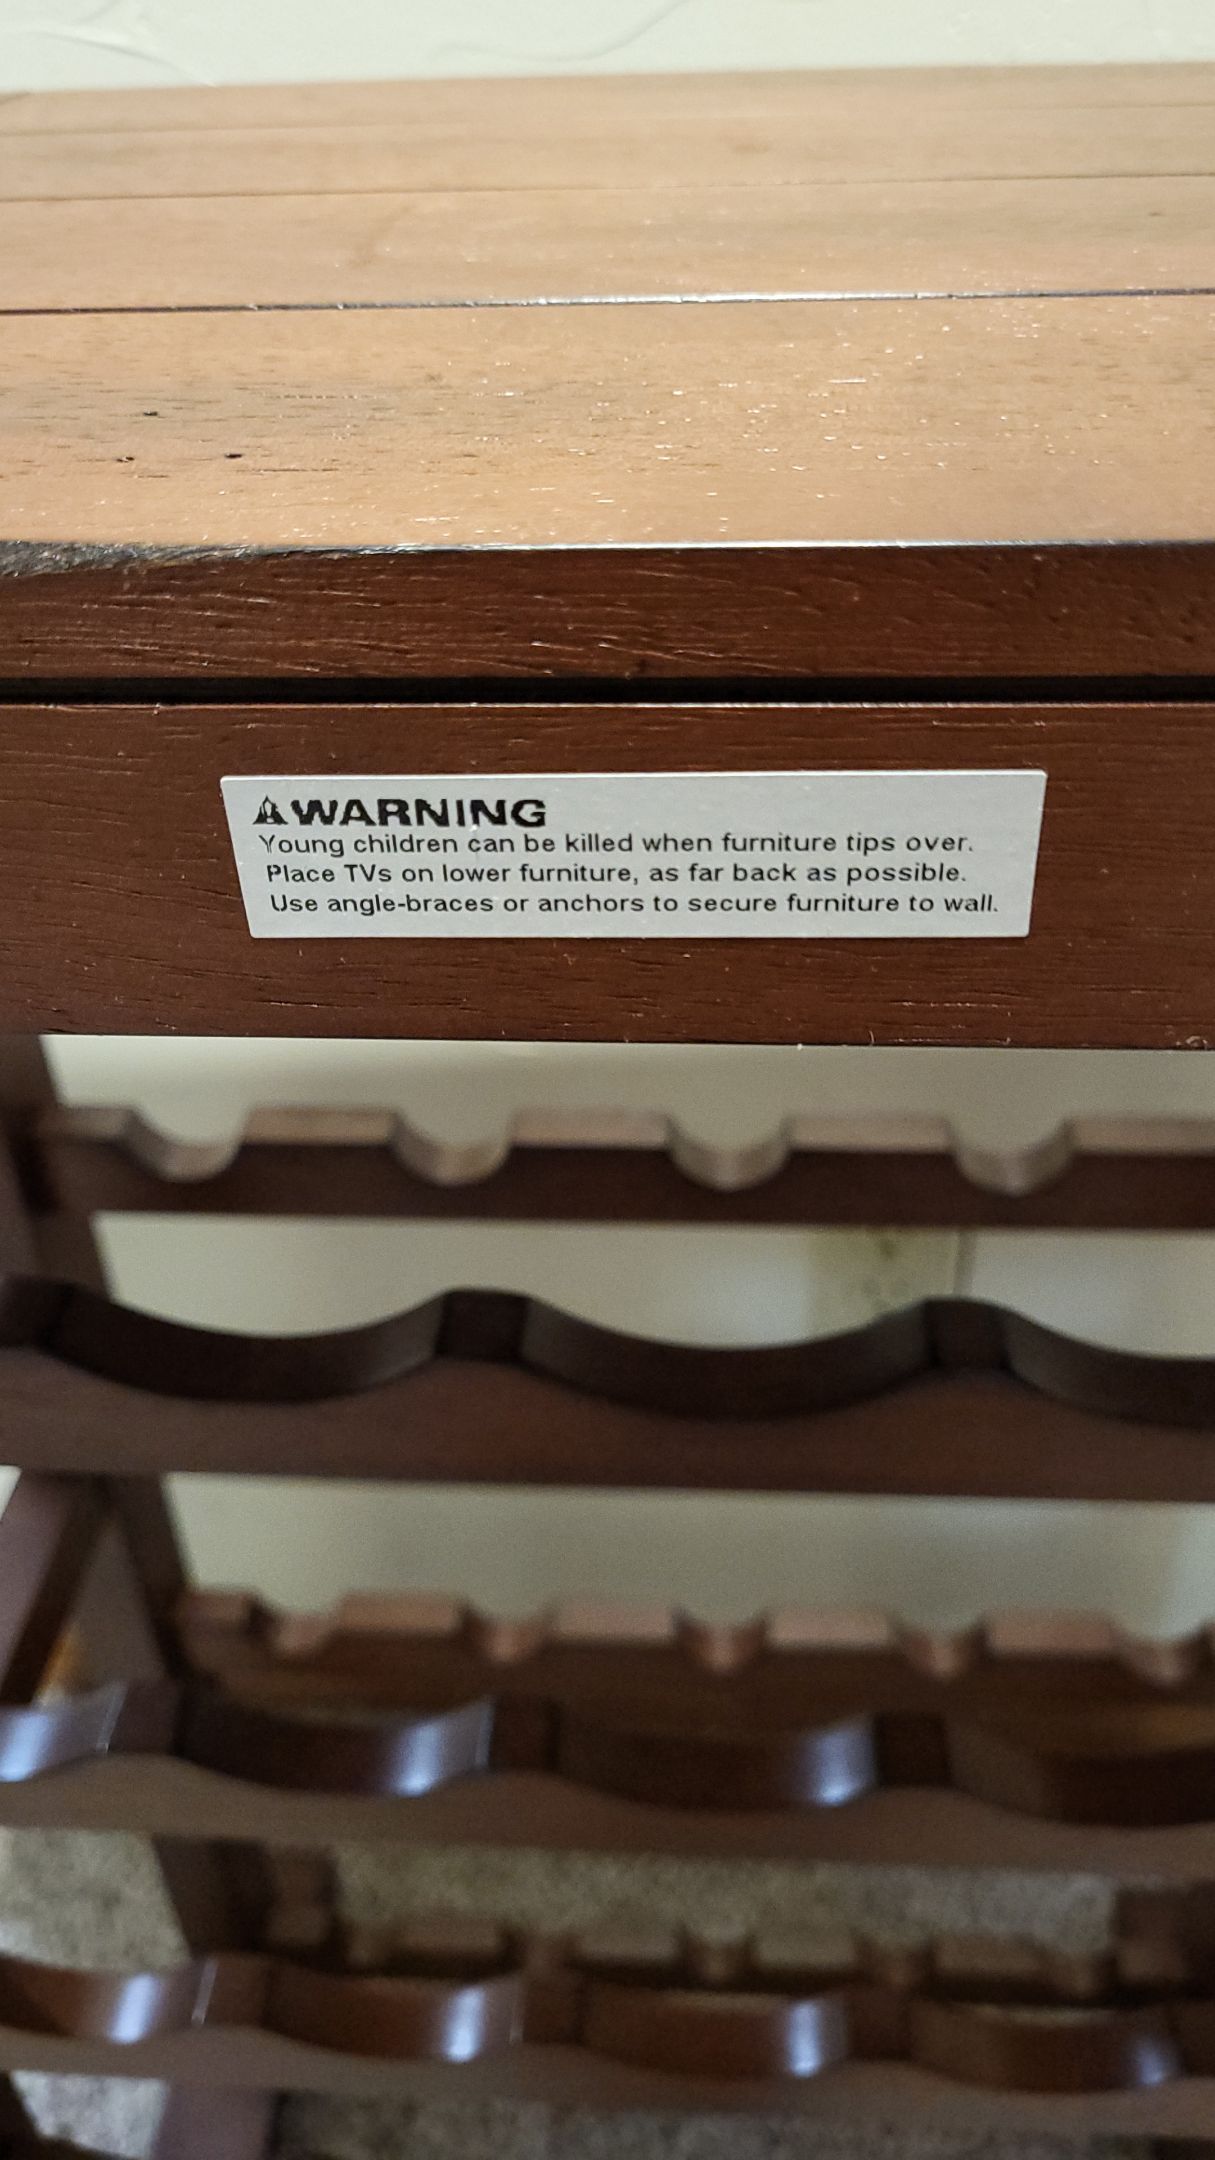 WARNING
Young children can be killed when furniture tips over.
Place TVs on lower furniture, as far back as possible.
Use angle-braces or anchors to secure furniture to wall.